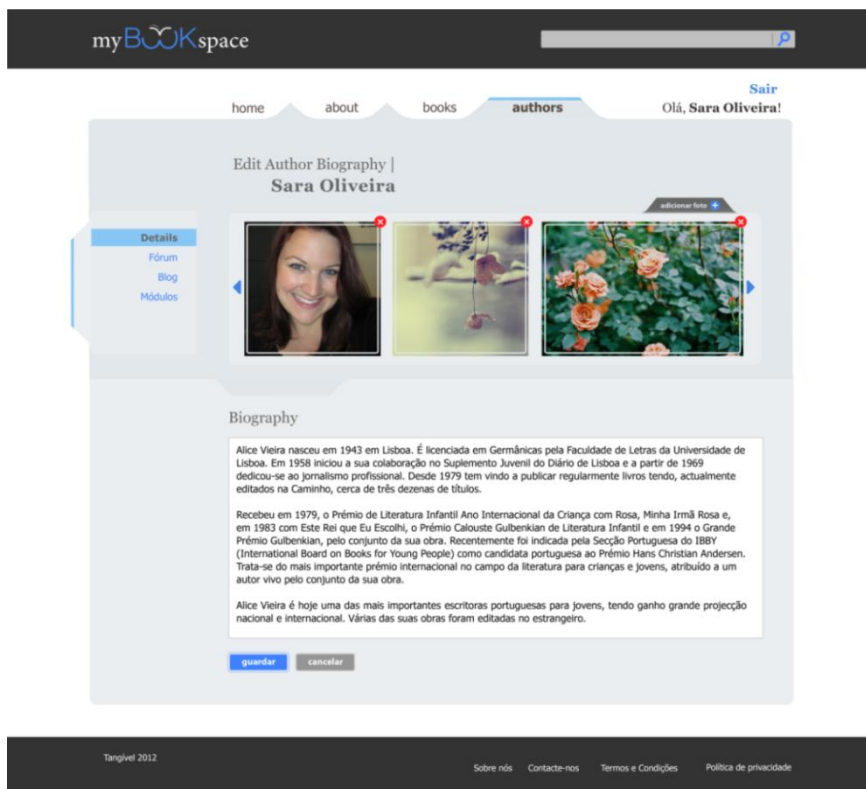 myBOOKspace
Sair
home about books authors Olá, Sara Oliveira!
Edit Author Biography |
Sara Oliveira
adicionar foto
Details
Fórum
Blog
Módulos
Biography
Alice Vieira nasceu em 1943 em Lisboa. É licenciada em Germânicas pela Faculdade de Letras da Universidade de
Lisboa. Em 1958 iniciou a sua colaboração no Suplemento Juvenil do Diário de Lisboa e a partir de 1969
dedicou-se ao jornalismo profissional. Desde 1979 tem vindo a publicar regularmente livros tendo, actualmente
editados na Caminho, cerca de três dezenas de títulos.
Recebeu em 1979, o Prémio de Literatura Infantil Ano Internacional da Criança com Rosa, Minha Irmã Rosa e,
em 1983 com Este Rei que Eu Escolhi, o Prémio Calouste Gulbenkian de Literatura Infantil e em 1994 o Grande
Prémio Gulbenkian, pelo conjunto da sua obra. Recentemente foi indicada pela Secção Portuguesa do IBBY
(International Board on Books for Young People) como candidata portuguesa ao Prémio Hans Christian Andersen.
Trata-se do mais importante prémio internacional no campo da literatura para crianças e jovens, atribuído a um
autor vivo pelo conjunto da sua obra.
Alice Vieira é hoje uma das mais importantes escritoras portuguesas para jovens, tendo ganho grande projecção
nacional e internacional. Várias das suas obras foram editadas no estrangeiro.
guardar cancelar
Tangível 2012
Sobre nós Contacte-nos Termos e Condições Política de privacidade